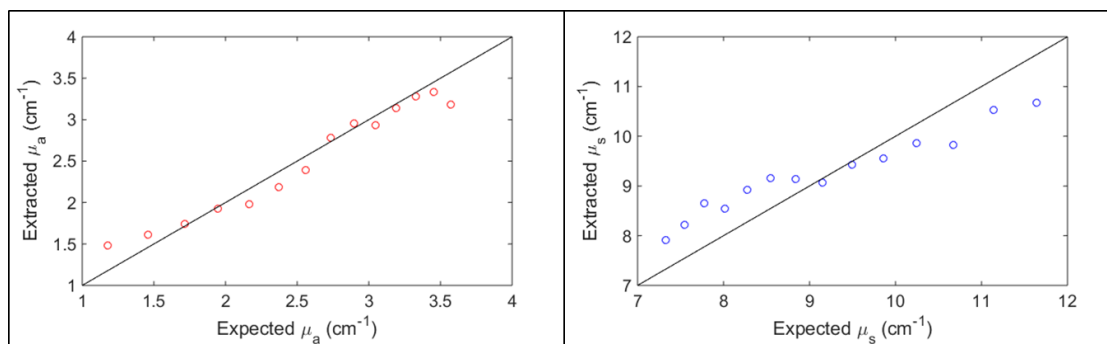 4
3.5
3
2.5
2
1.5
1
1 1.5 2 2.5 3 3.5 4
Extracted μa (cm-1)
Expected μa (cm-1)
12
11
10
9
8
7
7 8 9 10 11 12
Extracted μs (cm-1)
Expected μs (cm-1)